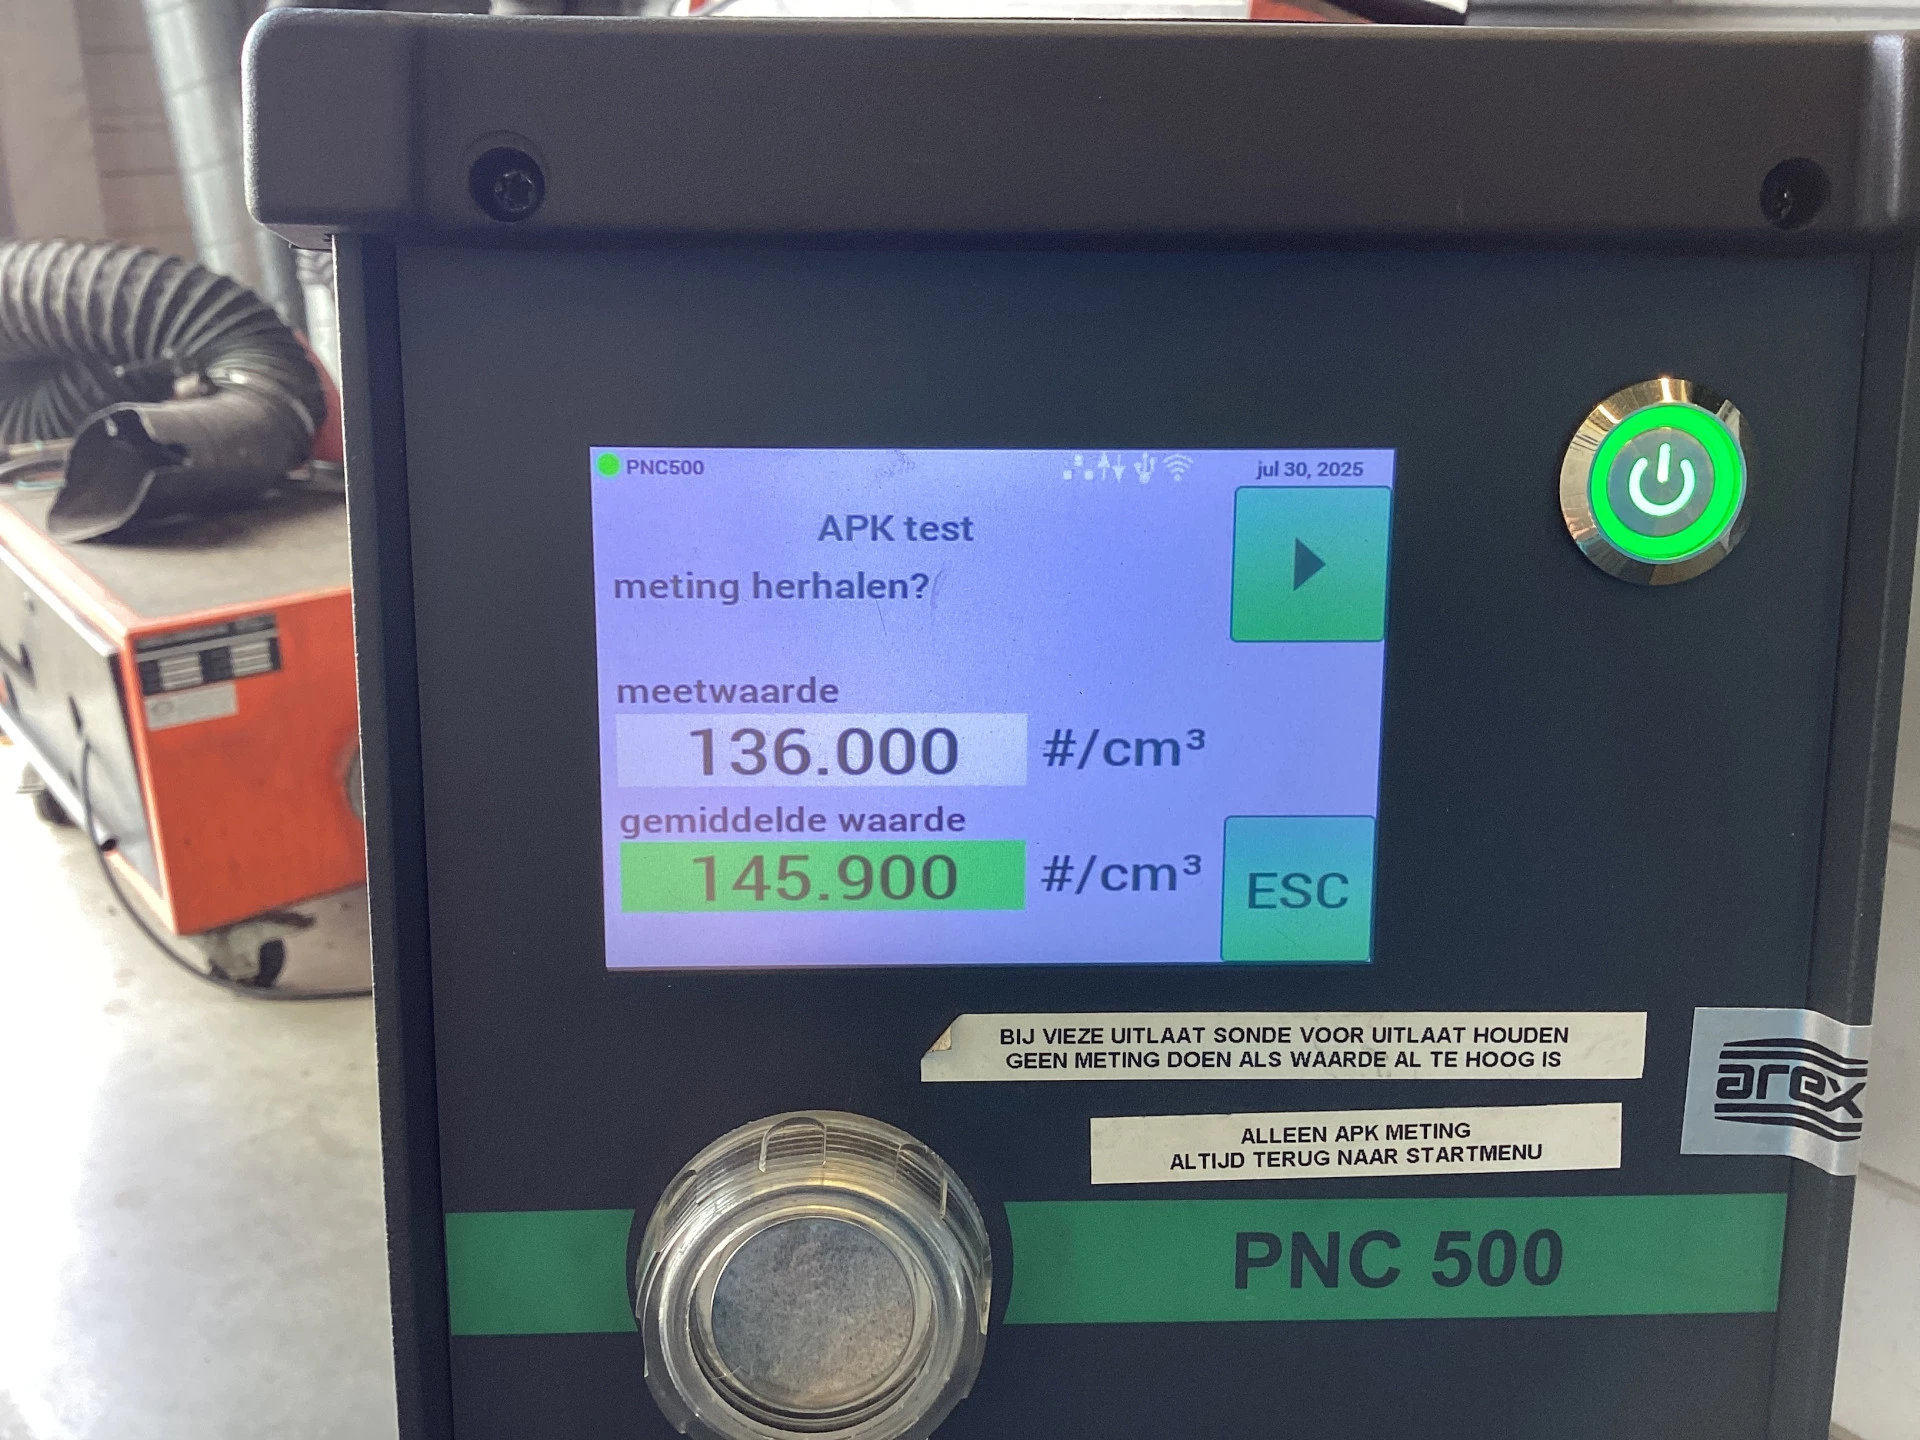 PNC500
jul 30, 2025
APK test
meting herhalen?
meetwaarde
136.000 #/cm³
gemiddelde waarde
145.900 #/cm³
ESC
BIJ VIEZE UITLAAT SONDE VOOR UITLAAT HOUDEN
GEEN METING DOEN ALS WAARDE AL TE HOOG IS
arex
ALLEEN APK METING
ALTIJD TERUG NAAR STARTMENU
PNC 500